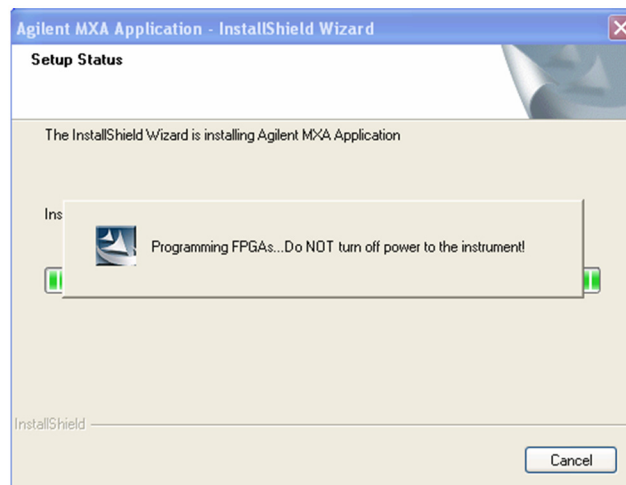 Agilent MXA Application - InstallShield Wizard
Setup Status
The InstallShield Wizard is installing Agilent MXA Application
Ins
Programming FPGAs...Do NOT turn off power to the instrument!
InstallShield
Cancel